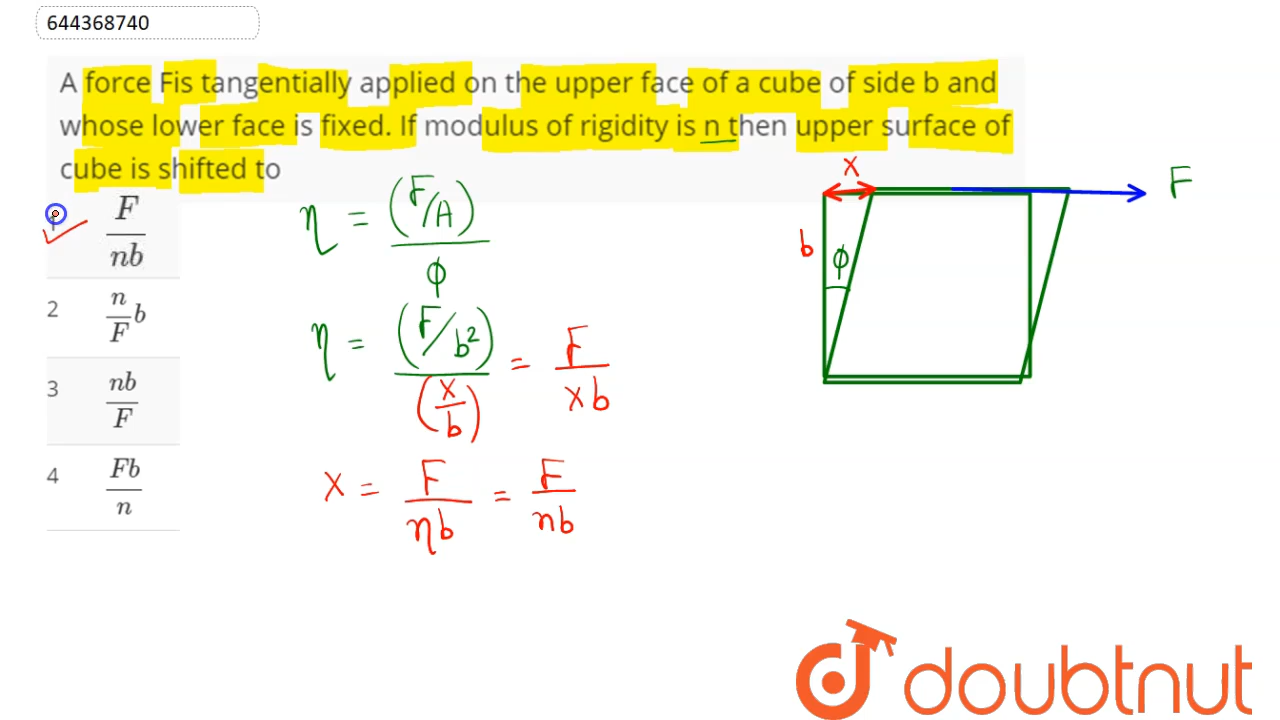 644368740
A force Fis tangentially applied on the upper face of a cube of side b and
whose lower face is fixed. If modulus of rigidity is n then upper surface of
cube is shifted to
F/nb
2 n/F b
3 nb/F
4 Fb/n
η = (F/A)/ϕ
η = (F/b²)/(x/b) = F/xb
x = F/ηb = F/nb
x
F
b
ϕ
doubtnut